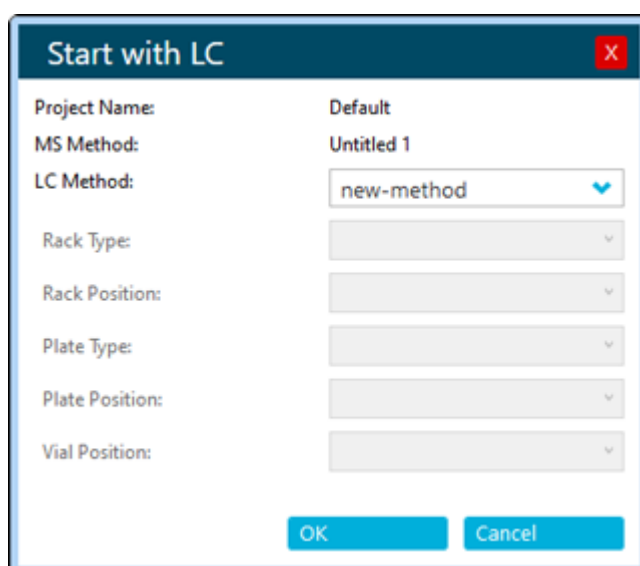 Start with LC
X
Project Name: Default
MS Method: Untitled 1
LC Method: new-method
Rack Type:
Rack Position:
Plate Type:
Plate Position:
Vial Position:
OK Cancel